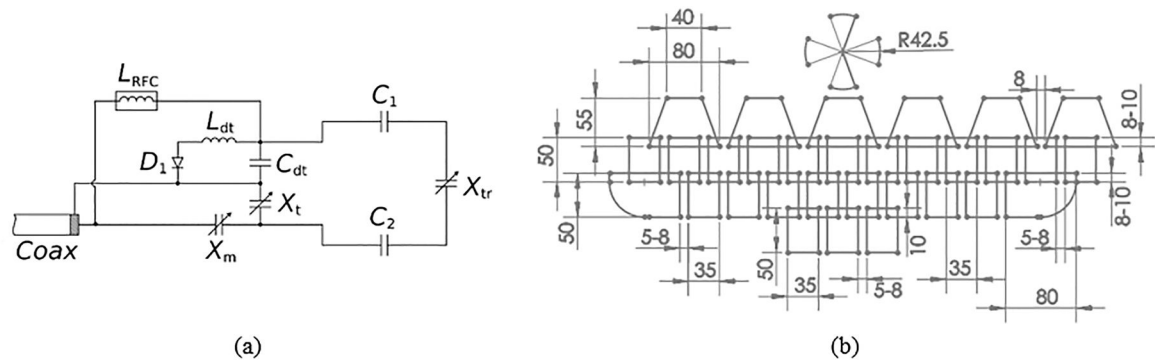 L_RFC
L_dt
D_1
C_dt
X_t
X_m
Coax
C_1
C_2
X_tr
(a)
40
R42.5
80
8
8-10
55
50
50
5-8
35
50
35
10
5-8
35
5-8
80
8-10
(b)